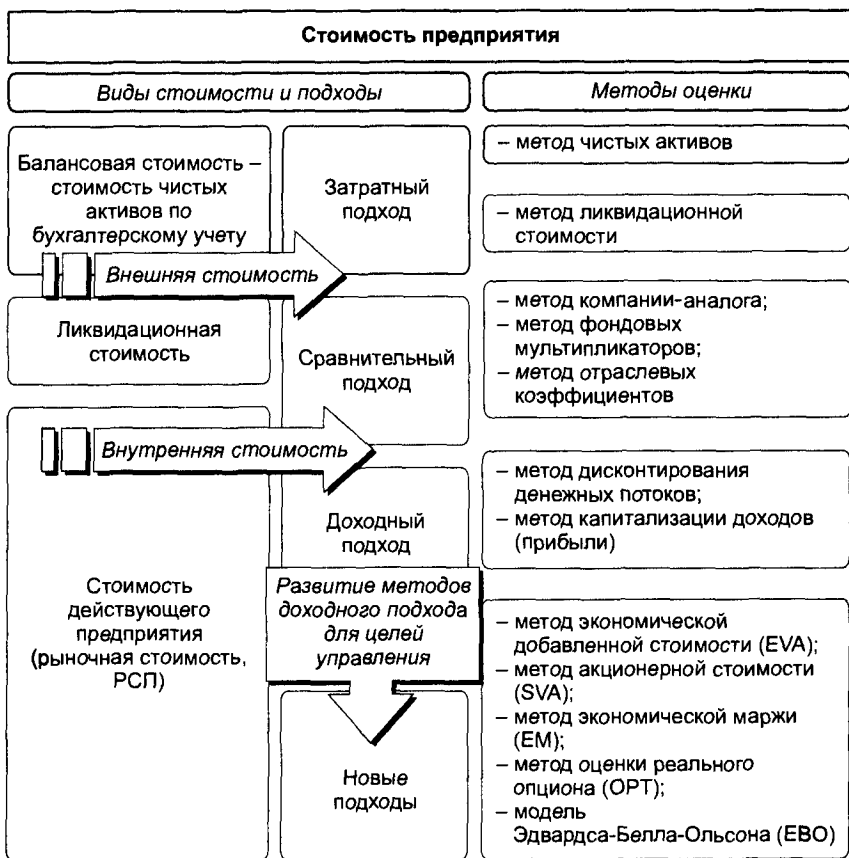 Стоимость предприятия
Виды стоимости и подходы
Методы оценки
Балансовая стоимость –
стоимость чистых
активов по
бухгалтерскому учету
Внешняя стоимость
Ликвидационная
стоимость
Внутренняя стоимость
Стоимость
действующего
предприятия
(рыночная стоимость,
РСП)
Затратный
подход
Сравнительный
подход
Доходный
подход
Развитие методов
доходного подхода
для целей
управления
Новые
подходы
– метод чистых активов
– метод ликвидационной
стоимости
– метод компании-аналога;
– метод фондовых
мультипликаторов;
– метод отраслевых
коэффициентов
– метод дисконтирования
денежных потоков;
– метод капитализации доходов
(прибыли)
– метод экономической
добавленной стоимости (EVA);
– метод акционерной стоимости
(SVA);
– метод экономической маржи
(EM);
– метод оценки реального
опциона (ОРТ);
– модель
Эдвардса-Белла-Ольсона (EBO)